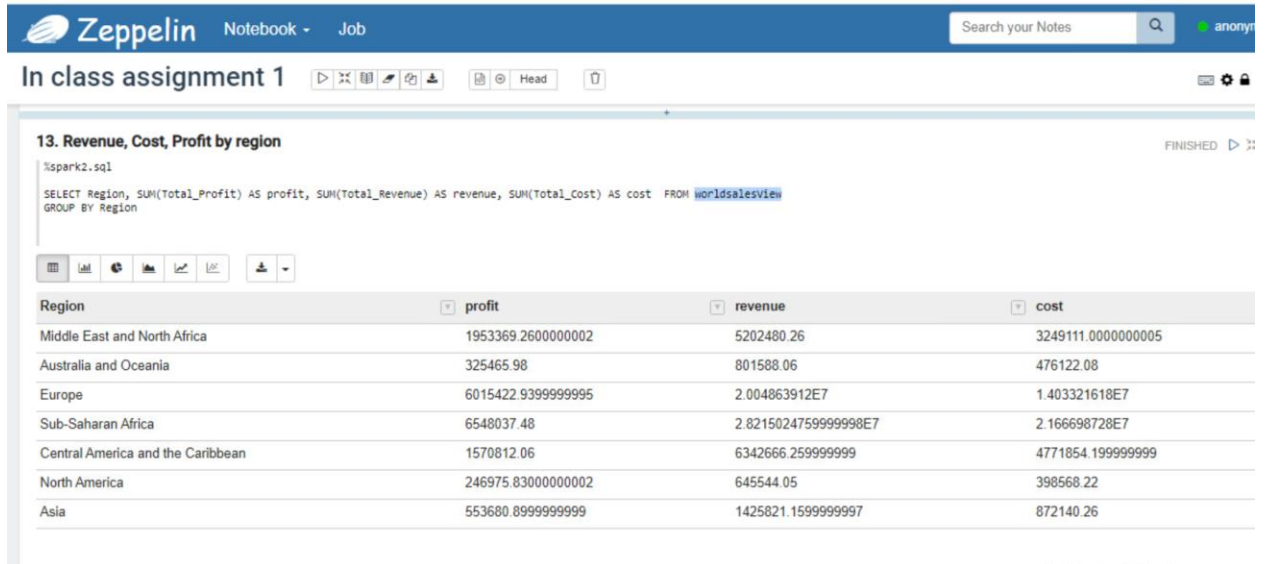 Zeppelin Notebook Job Search your Notes anonym
In class assignment 1 Head
13. Revenue, Cost, Profit by region FINISHED
%spark2.sql
SELECT Region, SUM(Total_Profit) AS profit, SUM(Total_Revenue) AS revenue, SUM(Total_Cost) AS cost FROM worldsalesview
GROUP BY Region
Region profit revenue cost
Middle East and North Africa 1953369.2600000002 5202480.26 3249111.0000000005
Australia and Oceania 325465.98 801588.06 476122.08
Europe 6015422.9399999995 2.004863912E7 1.403321618E7
Sub-Saharan Africa 6548037.48 2.8215024759999998E7 2.166698728E7
Central America and the Caribbean 1570812.06 6342666.259999999 4771854.199999999
North America 246975.83000000002 645544.05 398568.22
Asia 553680.8999999999 1425821.1599999997 872140.26